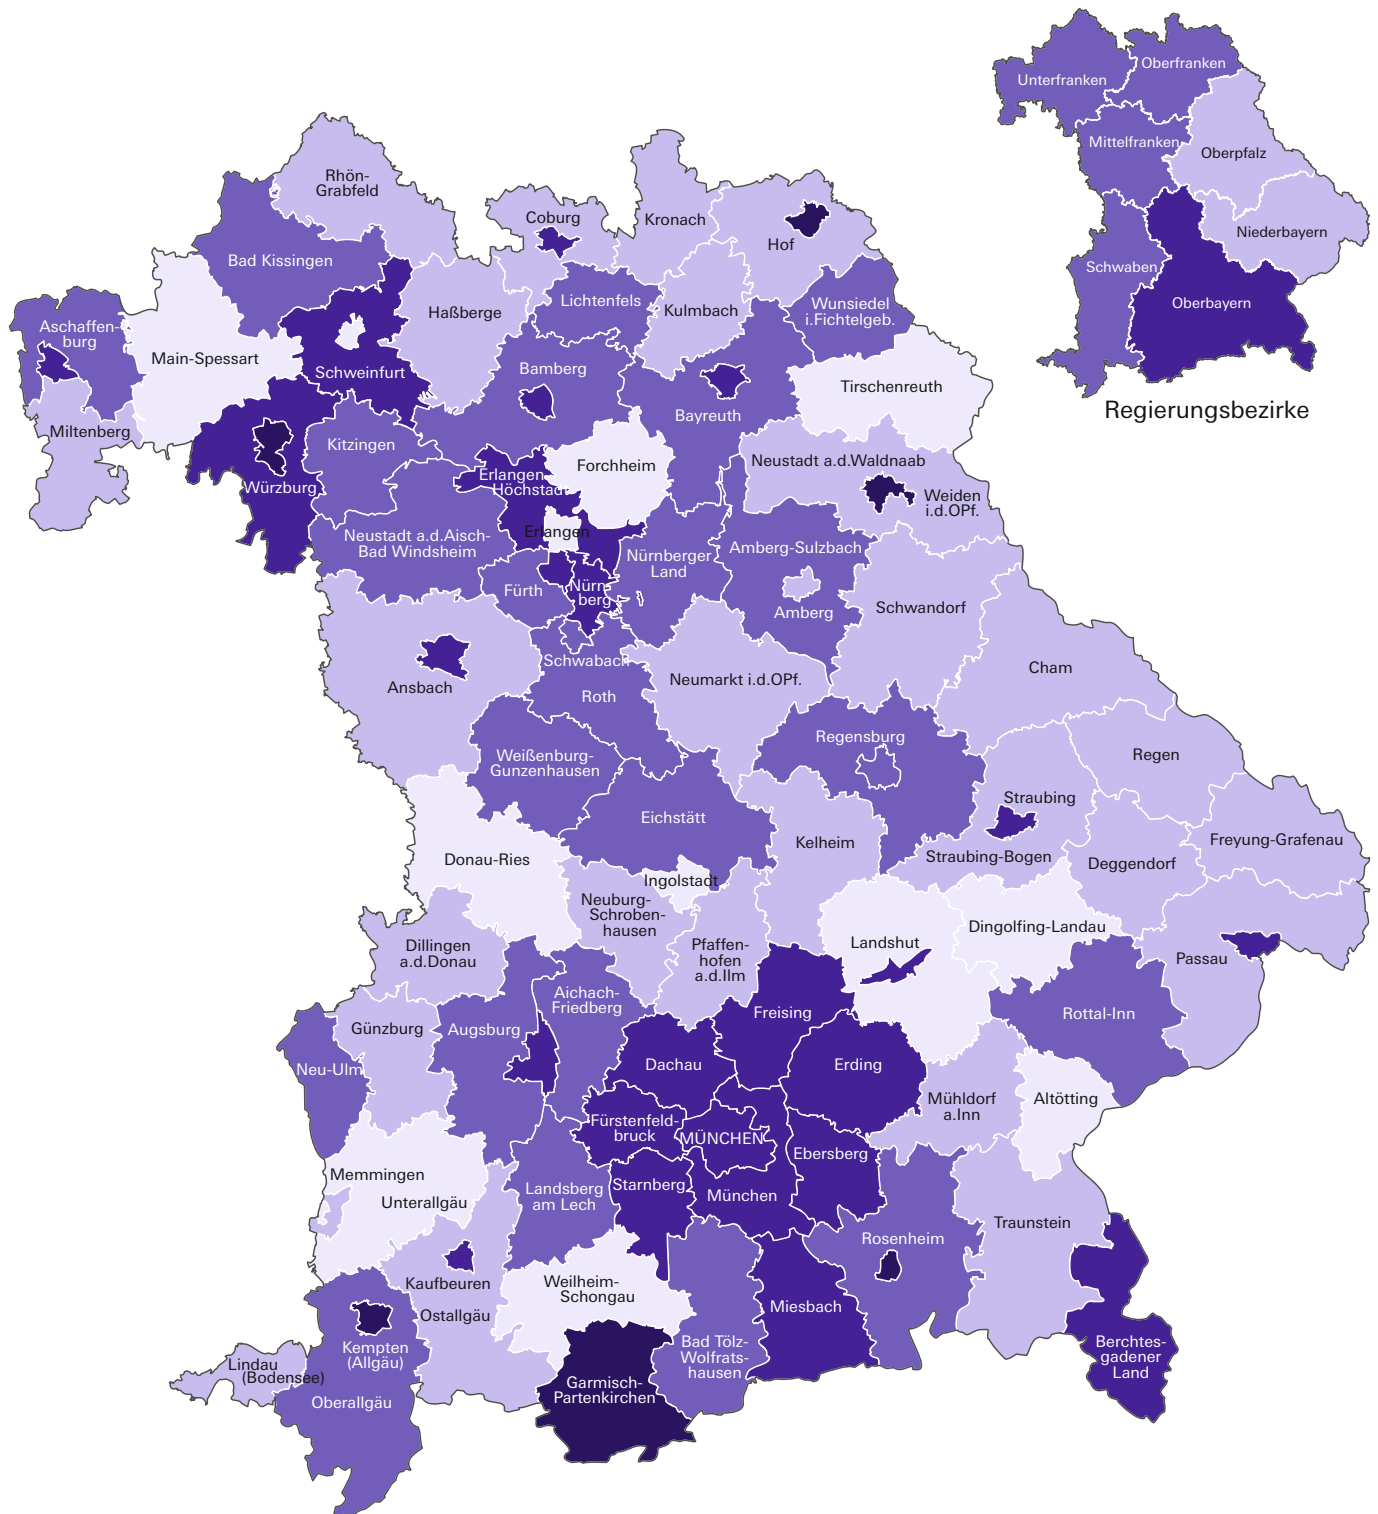 Unterfranken
Oberfranken
Mittelfranken
Oberpfalz
Niederbayern
Schwaben
Oberbayern
Regierungsbezirke
Rhön-
Grabfeld
Coburg
Kronach
Hof
Bad Kissingen
Lichtenfels
Wunsiedel
i.Fichtelgeb.
Haßberge
Kulmbach
Aschaffen-
burg
Main-Spessart
Schweinfurt
Bamberg
Tirschenreuth
Bayreuth
Miltenberg
Kitzingen
Forchheim
Neustadt a.d.Waldnaab
Erlangen-
Höchstadt
Würzburg
Weiden
i.d.OPf.
Erlangen
Neustadt a.d.Aisch-
Bad Windsheim
Nürnberger
Land
Amberg-Sulzbach
Fürth
Nürn-
berg
Amberg
Schwandorf
Schwabach
Cham
Ansbach
Roth
Neumarkt i.d.OPf.
Regensburg
Weißenburg-
Gunzenhausen
Regen
Straubing
Eichstätt
Kelheim
Freyung-Grafenau
Donau-Ries
Straubing-Bogen
Deggendorf
Ingolstadt
Neuburg-
Schroben-
hausen
Dingolfing-Landau
Landshut
Dillingen
a.d.Donau
Pfaffen-
hofen
a.d.Ilm
Passau
Aichach-
Friedberg
Freising
Rottal-Inn
Günzburg
Augsburg
Neu-Ulm
Dachau
Erding
Mühldorf
a.Inn
Altötting
Fürstenfeld-
bruck
MÜNCHEN
Ebersberg
Memmingen
Unterallgäu
Landsberg
am Lech
Starnberg
München
Traunstein
Rosenheim
Kaufbeuren
Weilheim-
Schongau
Ostallgäu
Miesbach
Kempten
(Allgäu)
Bad Tölz-
Wolfrats-
hausen
Berchtes-
gadener
Land
Lindau
(Bodensee)
Garmisch-
Partenkirchen
Oberallgäu